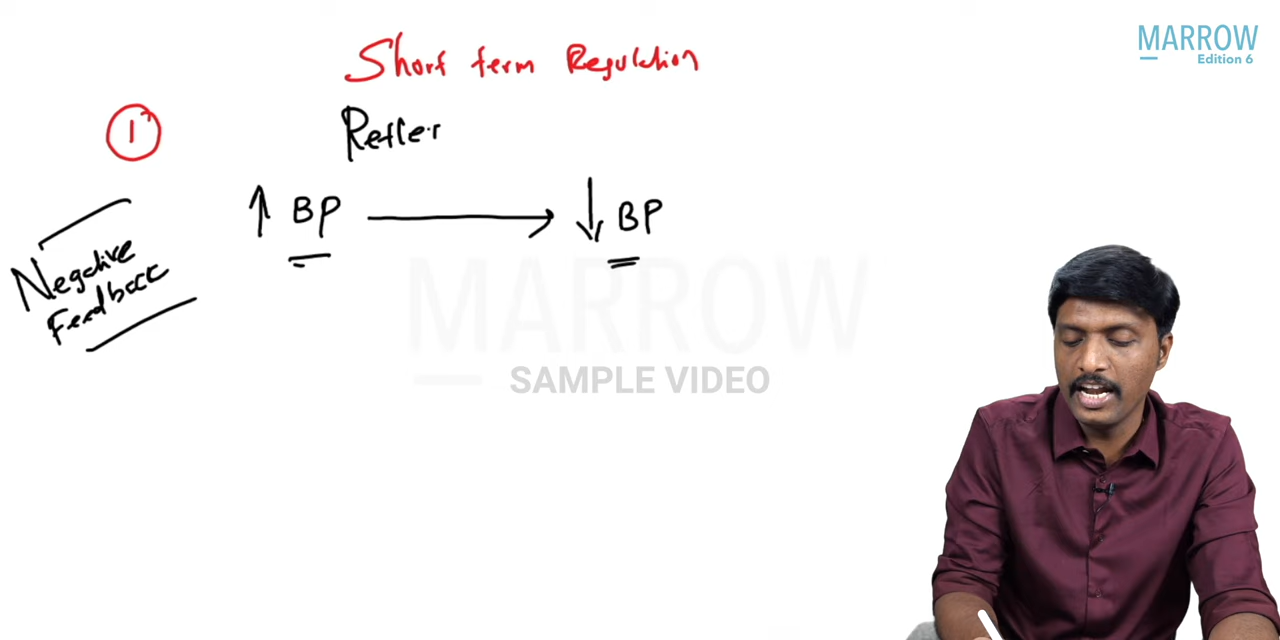 MARROW
Edition 6
Short term Regulation
1
Reflex
↑ BP → ↓ BP
Negative
Feedback
MARROW
SAMPLE VIDEO